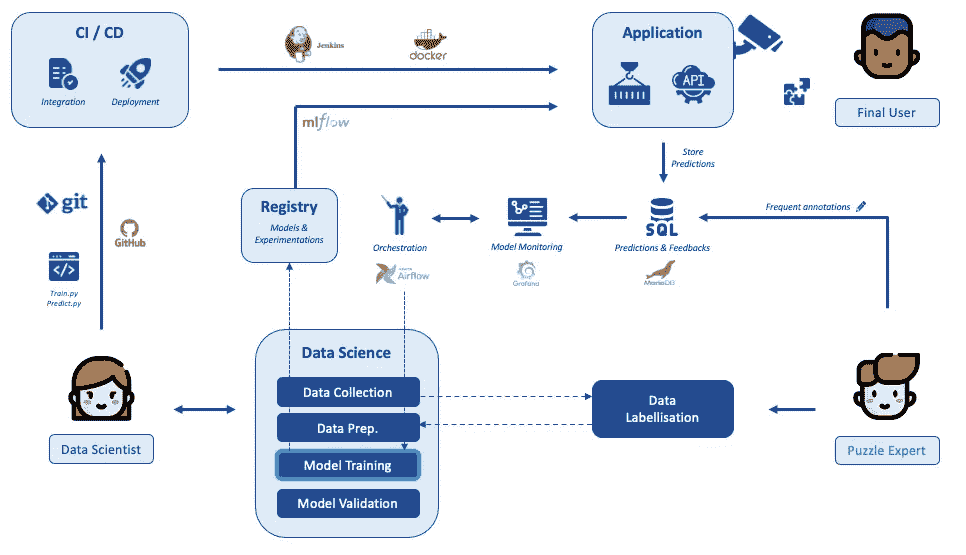 CI / CD
Integration
Deployment
Jenkins
docker
Application
API
Final User
mlflow
Store
Predictions
git
GitHub
Train.py
Predict.py
Registry
Models &
Experimentations
Orchestration
Airflow
Model Monitoring
Grafana
SQL
Predictions & Feedbacks
MariaDB
Frequent annotations
Data Science
Data Collection
Data Prep.
Model Training
Model Validation
Data
Labellisation
Data Scientist
Puzzle Expert